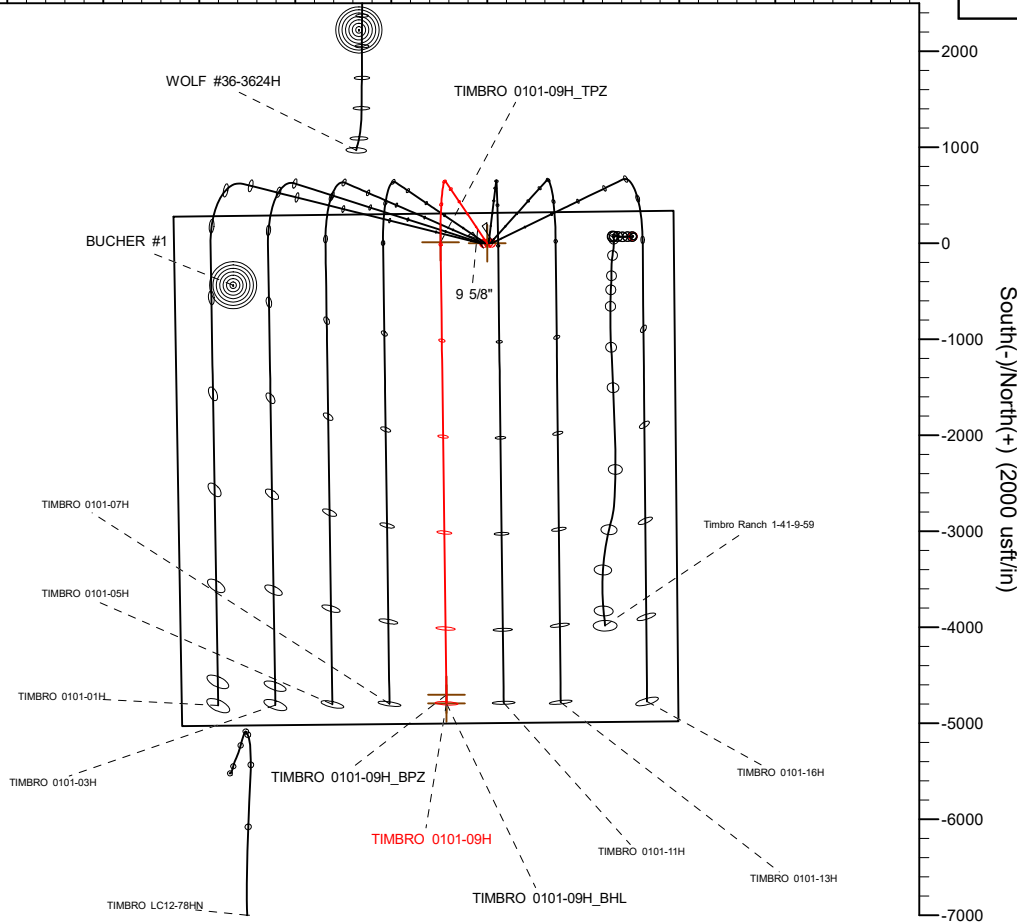 2000
WOLF #36-3624H
TIMBRO 0101-09H_TPZ
1000
BUCHER #1
0
9 5/8"
-1000
South(-)/North(+) (2000 usft/in)
-2000
TIMBRO 0101-07H
Timbro Ranch 1-41-9-59
-3000
TIMBRO 0101-05H
-4000
TIMBRO 0101-01H
-5000
TIMBRO 0101-03H
TIMBRO 0101-09H_BPZ
TIMBRO 0101-16H
-6000
TIMBRO 0101-09H
TIMBRO 0101-11H
TIMBRO 0101-13H
TIMBRO 0101-09H_BHL
TIMBRO LC12-78HN
-7000